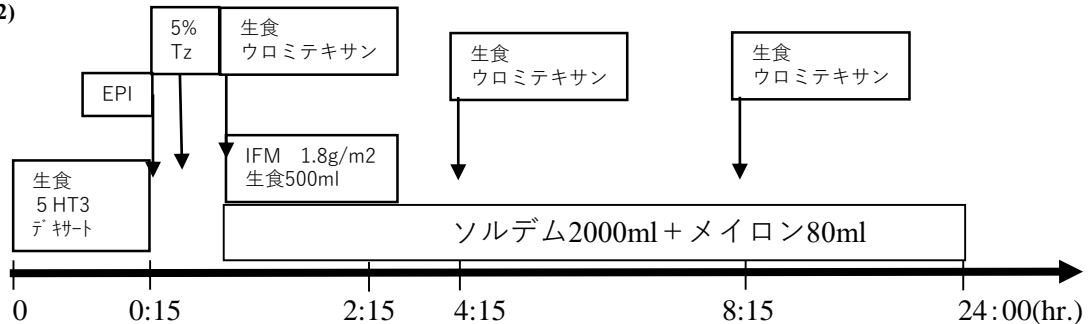 2)
5%
Tz
生食
ウロミテキサン
生食
ウロミテキサン
生食
ウロミテキサン
EPI
IFM 1.8g/m2
生食500ml
生食
5 HT3
ﾃﾞｷｻｰﾄ
ソルデム2000ml＋メイロン80ml
0
0:15
2:15
4:15
8:15
24:00(hr.)